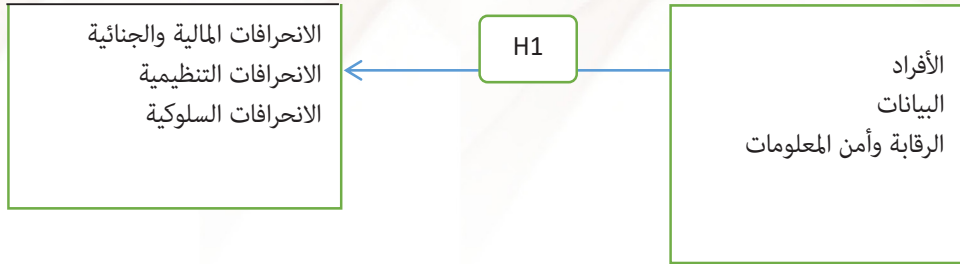 الأفراد
البيانات
الرقابة وأمن المعلومات
H1
الانحرافات المالية والجنائية
الانحرافات التنظيمية
الانحرافات السلوكية